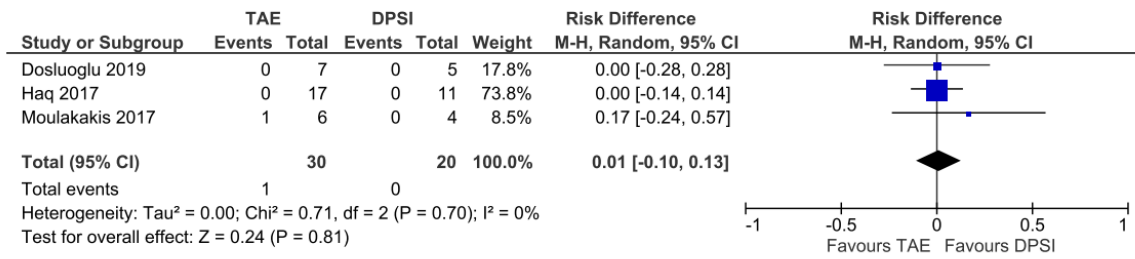 TAE DPSI Risk Difference Risk Difference
Study or Subgroup Events Total Events Total Weight M-H, Random, 95% CI M-H, Random, 95% CI
Dosluoglu 2019 0 7 0 5 17.8% 0.00 [-0.28, 0.28]
Haq 2017 0 17 0 11 73.8% 0.00 [-0.14, 0.14]
Moulakakis 2017 1 6 0 4 8.5% 0.17 [-0.24, 0.57]
Total (95% CI) 30 20 100.0% 0.01 [-0.10, 0.13]
Total events 1 0
Heterogeneity: Tau² = 0.00; Chi² = 0.71, df = 2 (P = 0.70); I² = 0%
Test for overall effect: Z = 0.24 (P = 0.81)
-1 -0.5 0 0.5 1
Favours TAE Favours DPSI